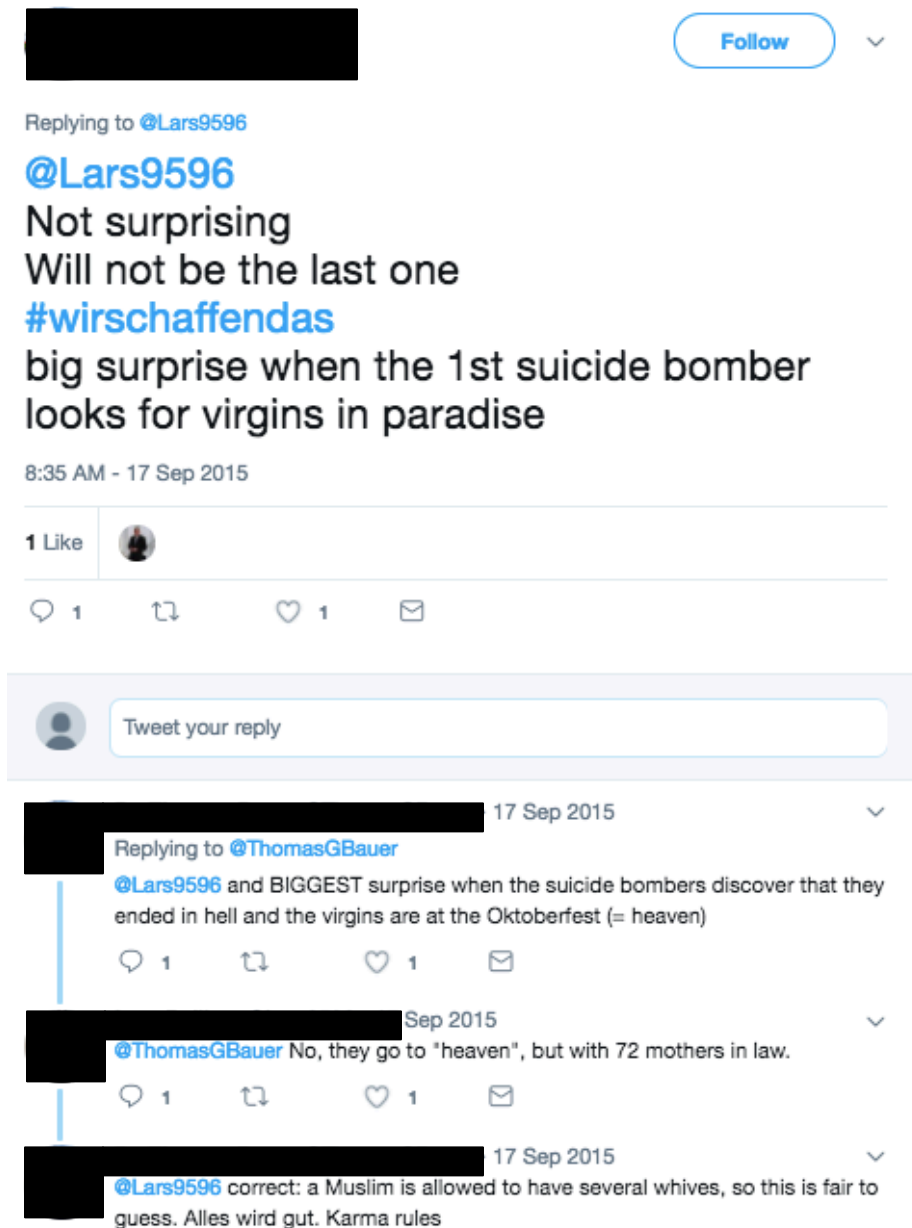 Follow
Replying to @Lars9596
@Lars9596
Not surprising
Will not be the last one
#wirschaffendas
big surprise when the 1st suicide bomber
looks for virgins in paradise
8:35 AM - 17 Sep 2015
1 Like
1 1
Tweet your reply
17 Sep 2015
Replying to @ThomasGBauer
@Lars9596 and BIGGEST surprise when the suicide bombers discover that they
ended in hell and the virgins are at the Oktoberfest (= heaven)
1 1
Sep 2015
@ThomasGBauer No, they go to "heaven", but with 72 mothers in law.
1 1
17 Sep 2015
@Lars9596 correct: a Muslim is allowed to have several whives, so this is fair to
guess. Alles wird gut. Karma rules